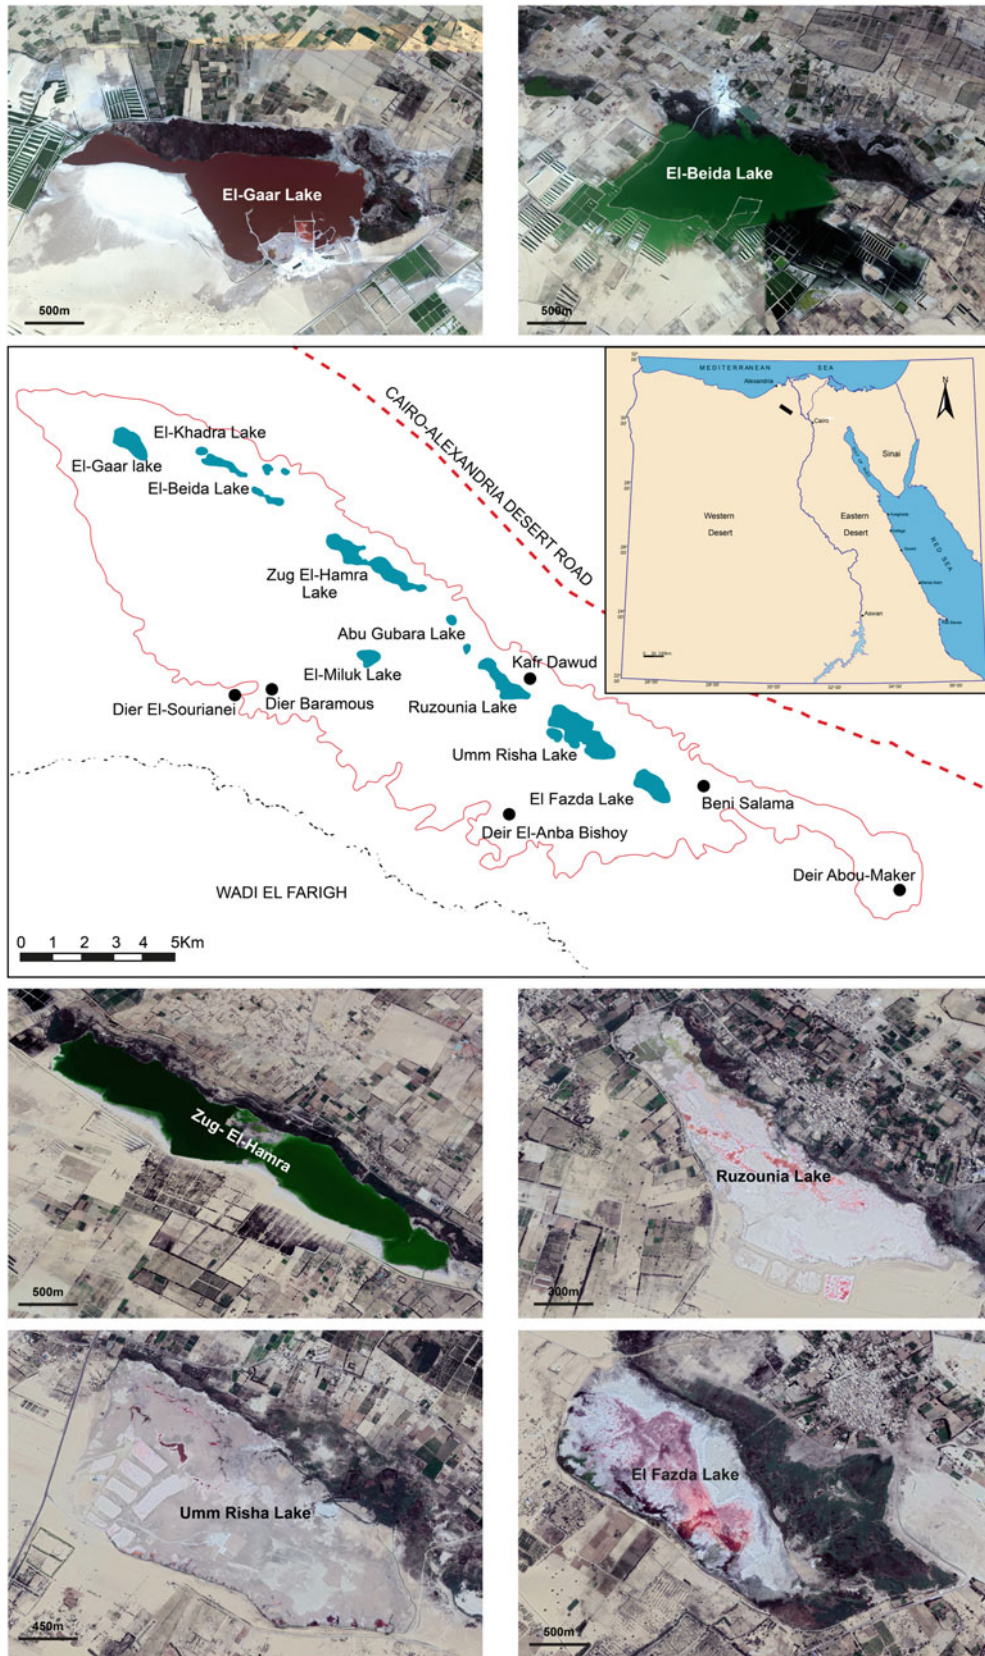 El-Gaar Lake
500m
El-Beida Lake
500m
CAIRO-ALEXANDRIA DESERT ROAD
El-Khadra Lake
El-Gaar lake
El-Beida Lake
Zug El-Hamra
Lake
Abu Gubara Lake
El-Miluk Lake
Kafr Dawud
Dier El-Sourianei
Dier Baramous
Ruzounia Lake
Umm Risha Lake
El Fazda Lake
Beni Salama
Deir El-Anba Bishoy
Deir Abou-Maker
WADI EL FARIGH
0 1 2 3 4 5Km
MEDITERRANEAN SEA
Alexandria
N
Cairo
Sinai
Western
Desert
Eastern
Desert
RED SEA
Aswan
Zug- El-Hamra
500m
Ruzounia Lake
300m
Umm Risha Lake
450m
El Fazda Lake
500m